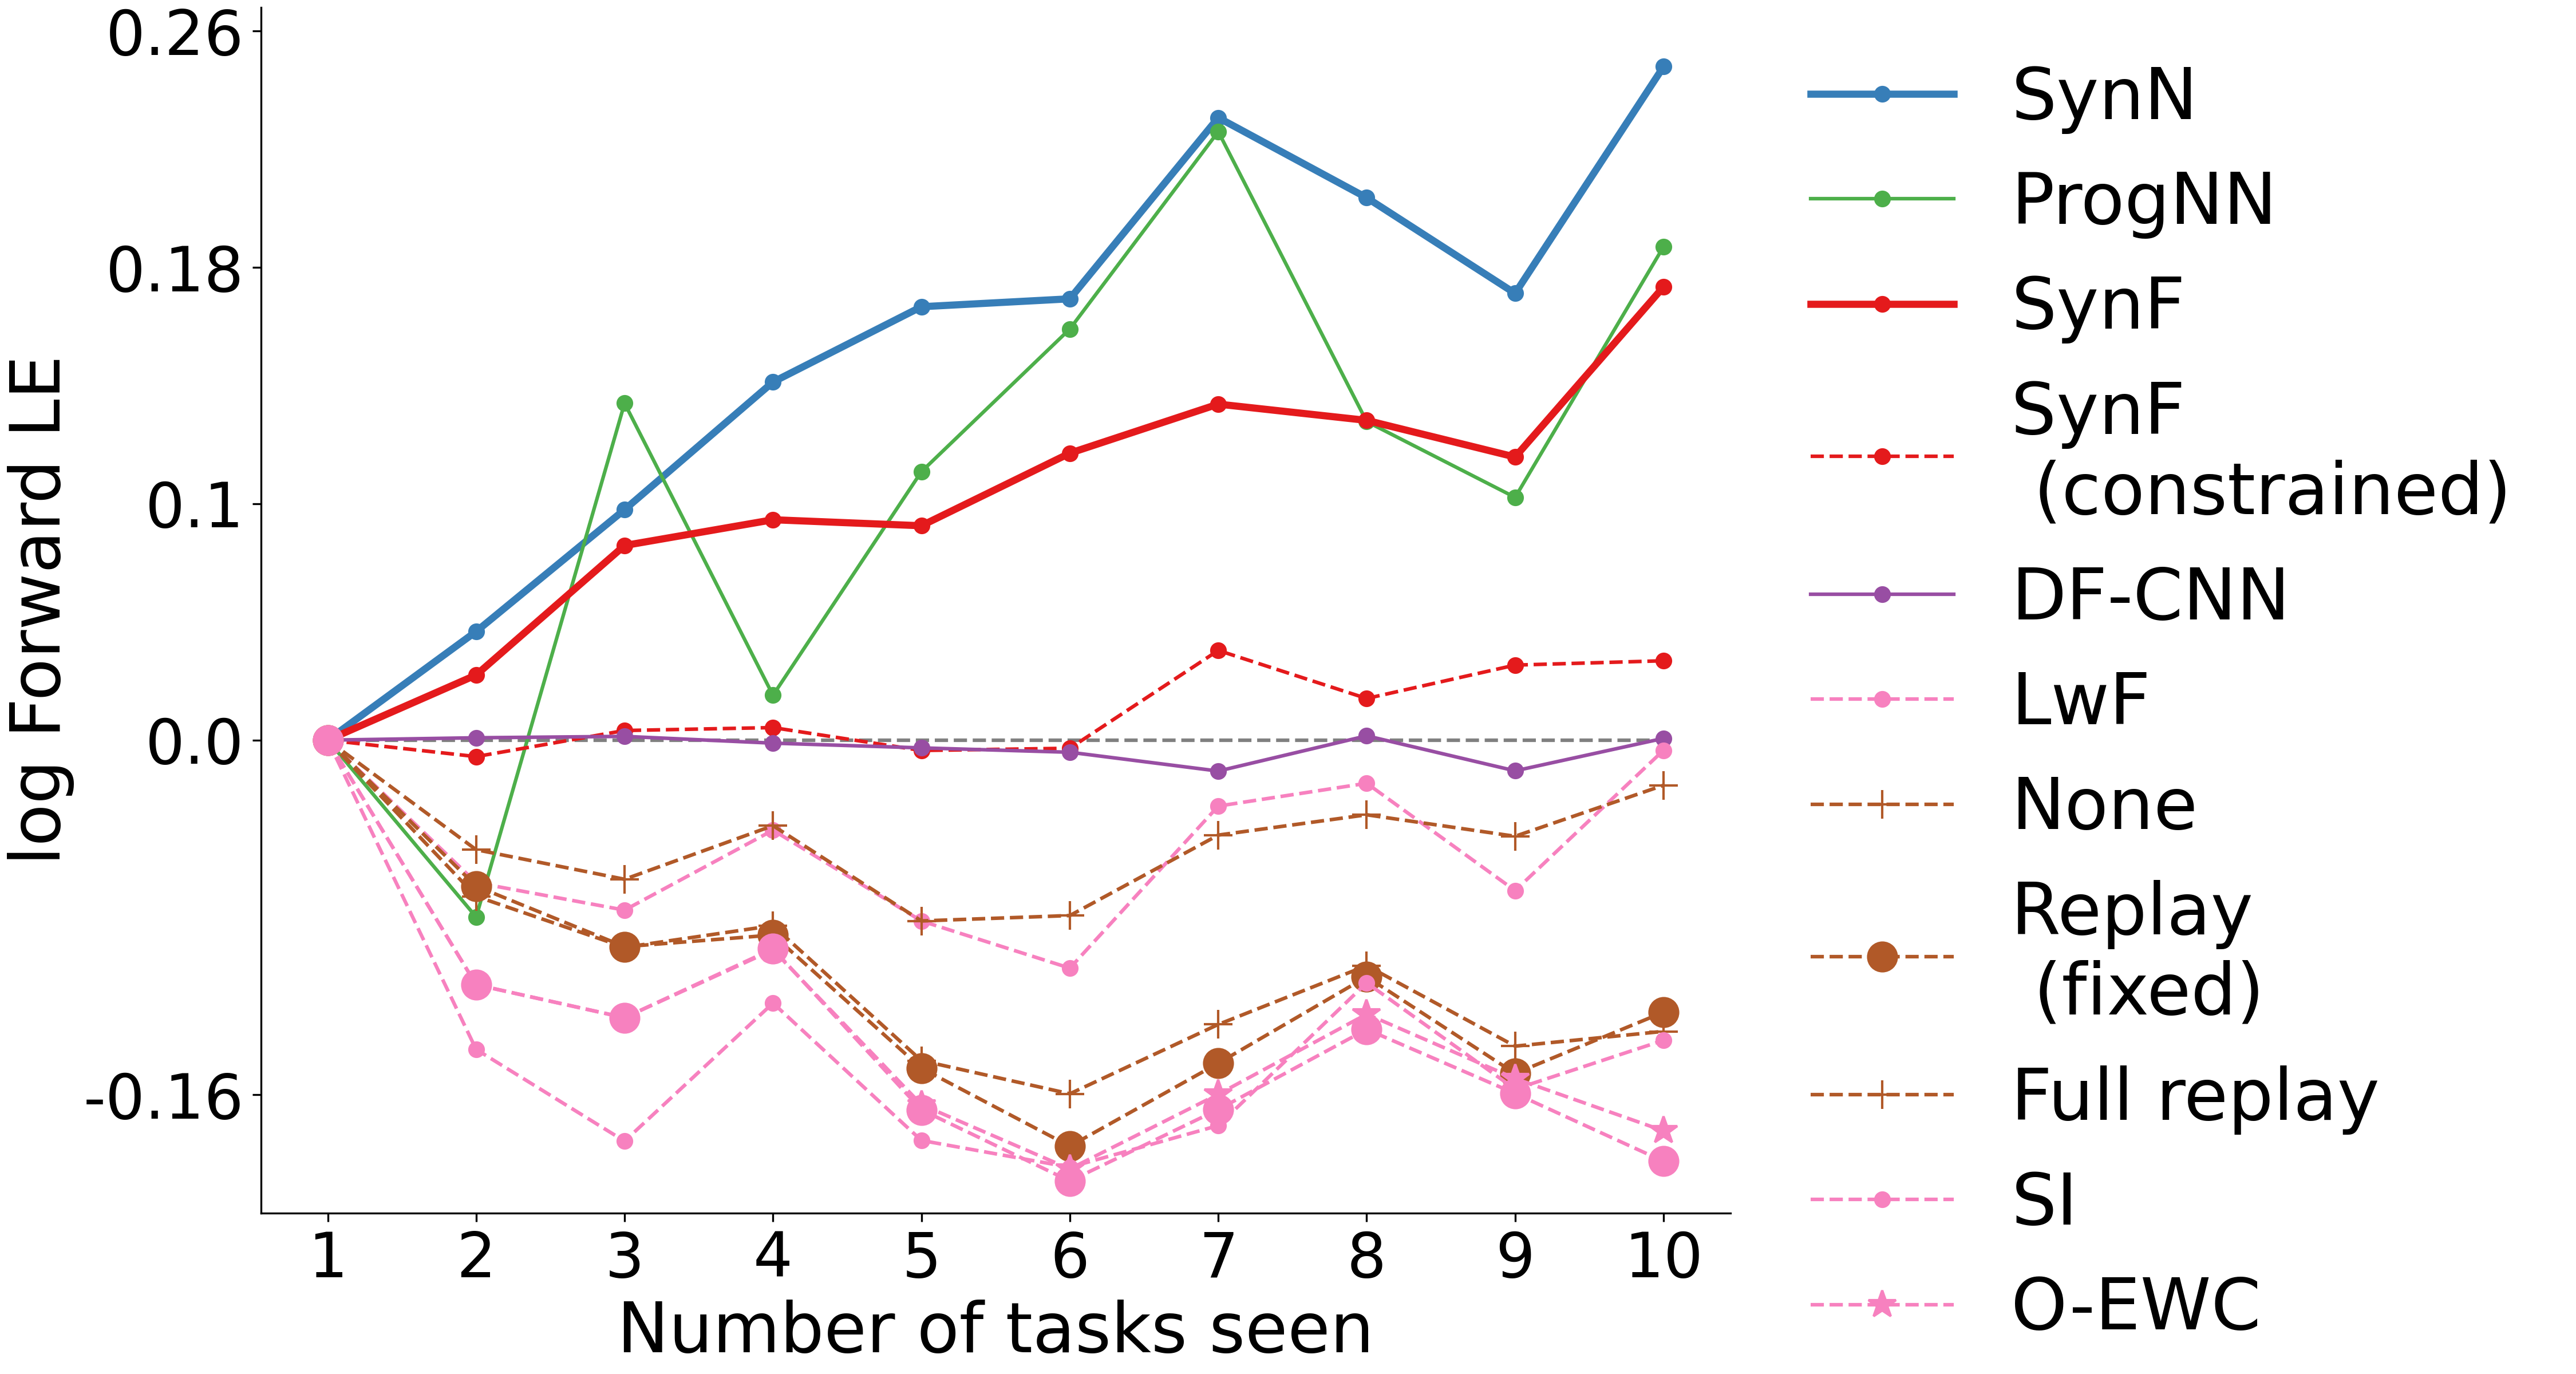 log Forward LE
0.26
0.18
0.1
0.0
-0.16
1 2 3 4 5 6 7 8 9 10
Number of tasks seen
SynN
ProgNN
SynF
SynF
(constrained)
DF-CNN
LwF
None
Replay
(fixed)
Full replay
SI
O-EWC